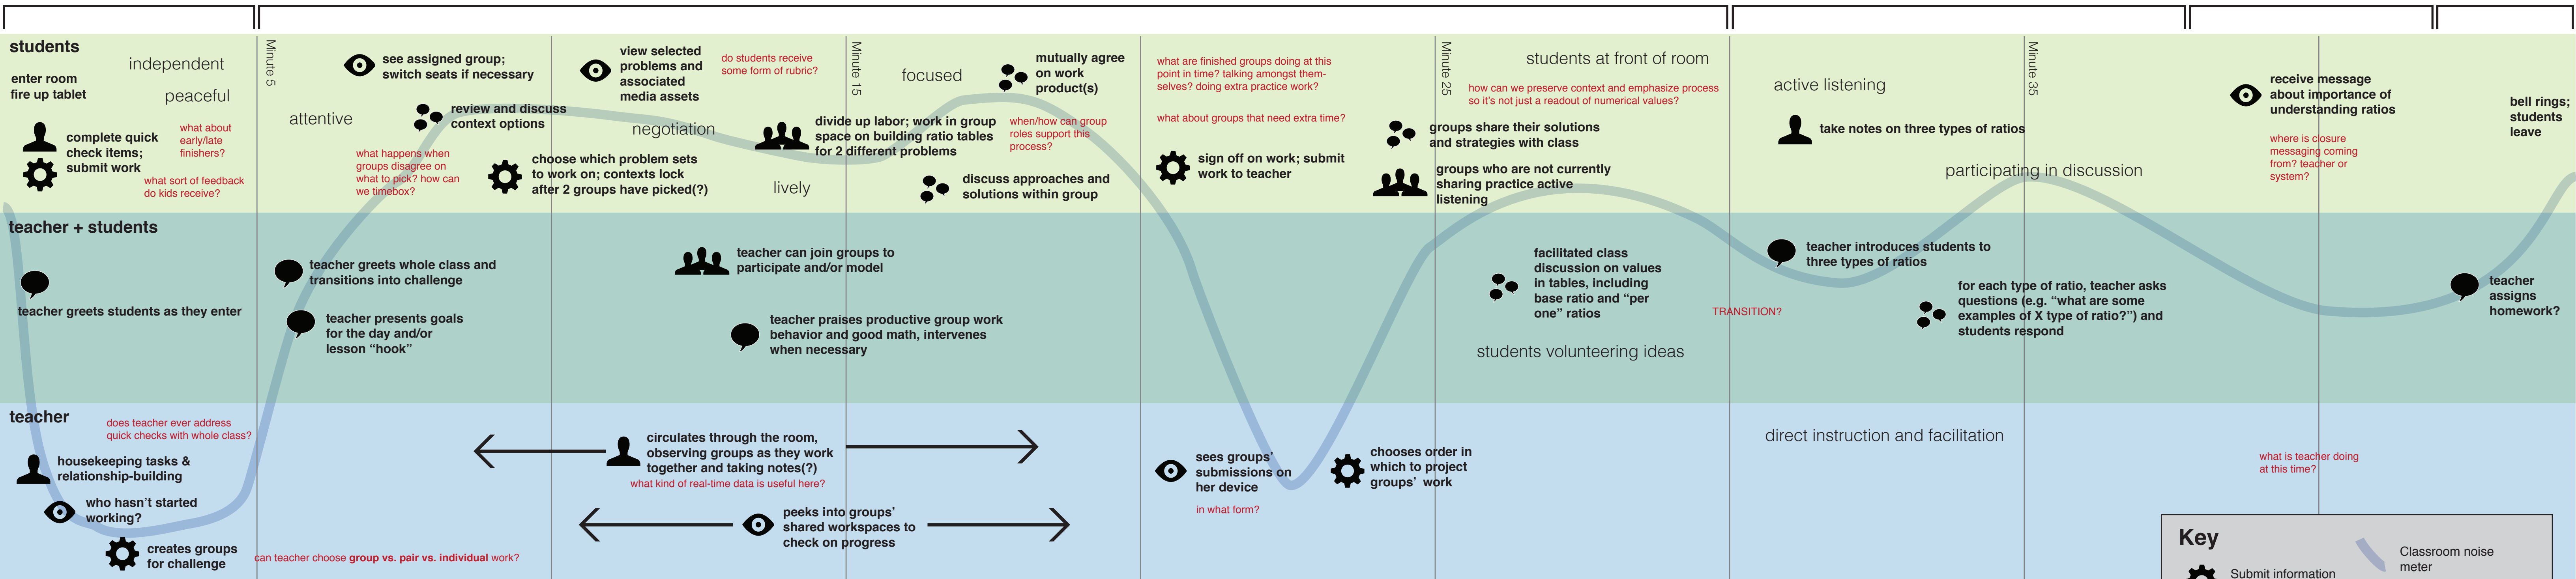 students
independent
enter room
fire up tablet
peaceful
complete quick
check items;
submit work
what about
early/late
finishers?
what sort of feedback
do kids receive?
Minute 5
see assigned group;
switch seats if necessary
attentive
review and discuss
context options
what happens when
groups disagree on
what to pick? how can
we timebox?
choose which problem sets
to work on; contexts lock
after 2 groups have picked(?)
view selected
problems and
associated
media assets
do students receive
some form of rubric?
negotiation
lively
Minute 15
divide up labor; work in group
space on building ratio tables
for 2 different problems
focused
mutually agree
on work
product(s)
when/how can group
roles support this
process?
discuss approaches and
solutions within group
what are finished groups doing at this
point in time? talking amongst them-
selves? doing extra practice work?
what about groups that need extra time?
sign off on work; submit
work to teacher
Minute 25
students at front of room
how can we preserve context and emphasize process
so it's not just a readout of numerical values?
groups share their solutions
and strategies with class
groups who are not currently
sharing practice active
listening
active listening
take notes on three types of ratios
Minute 35
participating in discussion
receive message
about importance of
understanding ratios
where is closure
messaging coming
from? teacher or
system?
bell rings;
students
leave
teacher + students
teacher greets students as they enter
teacher greets whole class and
transitions into challenge
teacher presents goals
for the day and/or
lesson “hook”
teacher can join groups to
participate and/or model
teacher praises productive group work
behavior and good math, intervenes
when necessary
facilitated class
discussion on values
in tables, including
base ratio and “per
one” ratios
students volunteering ideas
TRANSITION?
teacher introduces students to
three types of ratios
for each type of ratio, teacher asks
questions (e.g. “what are some
examples of X type of ratio?”) and
students respond
teacher
assigns
homework?
teacher
does teacher ever address
quick checks with whole class?
housekeeping tasks &
relationship-building
who hasn’t started
working?
creates groups
for challenge
can teacher choose group vs. pair vs. individual work?
circulates through the room,
observing groups as they work
together and taking notes(?)
what kind of real-time data is useful here?
peeks into groups’
shared workspaces to
check on progress
sees groups’
submissions on
her device
in what form?
chooses order in
which to project
groups’ work
direct instruction and facilitation
what is teacher doing
at this time?
Key
Classroom noise
meter
Submit information